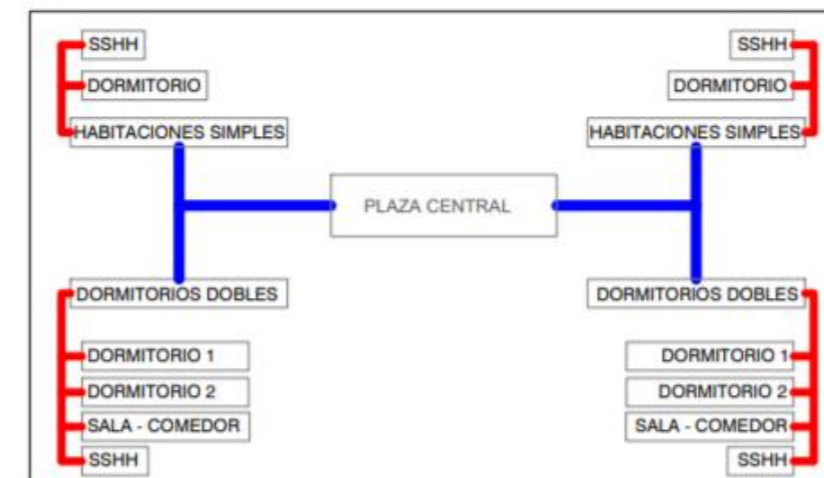 SSHH
DORMITORIO
HABITACIONES SIMPLES
SSHH
DORMITORIO
HABITACIONES SIMPLES
PLAZA CENTRAL
DORMITORIOS DOBLES
DORMITORIO 1
DORMITORIO 2
SALA - COMEDOR
SSHH
DORMITORIOS DOBLES
DORMITORIO 1
DORMITORIO 2
SALA - COMEDOR
SSHH